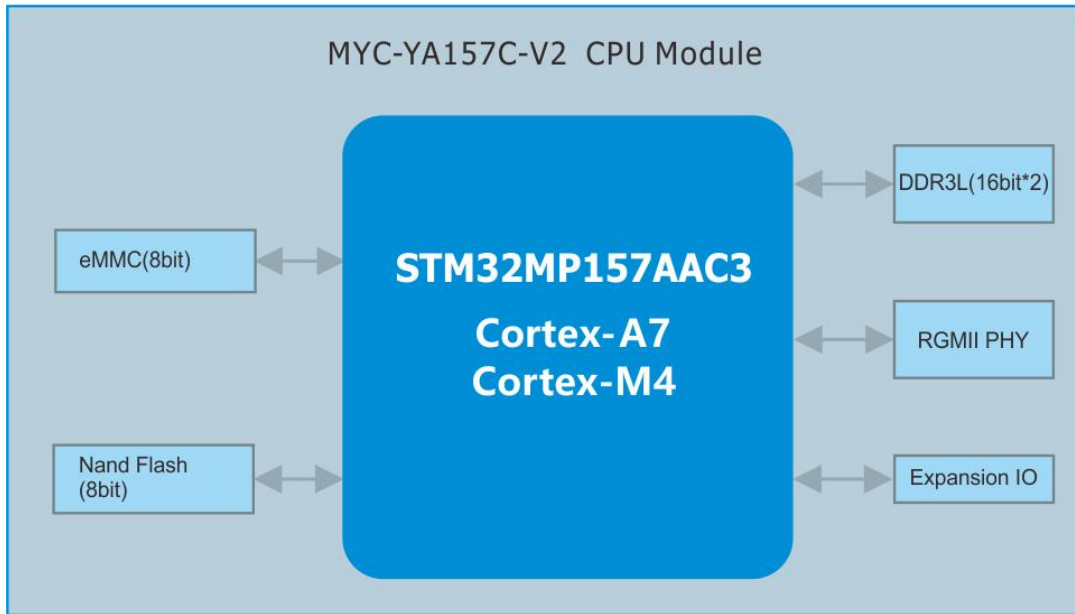 MYC-YA157C-V2 CPU Module
eMMC(8bit)
Nand Flash
(8bit)
STM32MP157AAC3
Cortex-A7
Cortex-M4
DDR3L(16bit*2)
RGMII PHY
Expansion IO